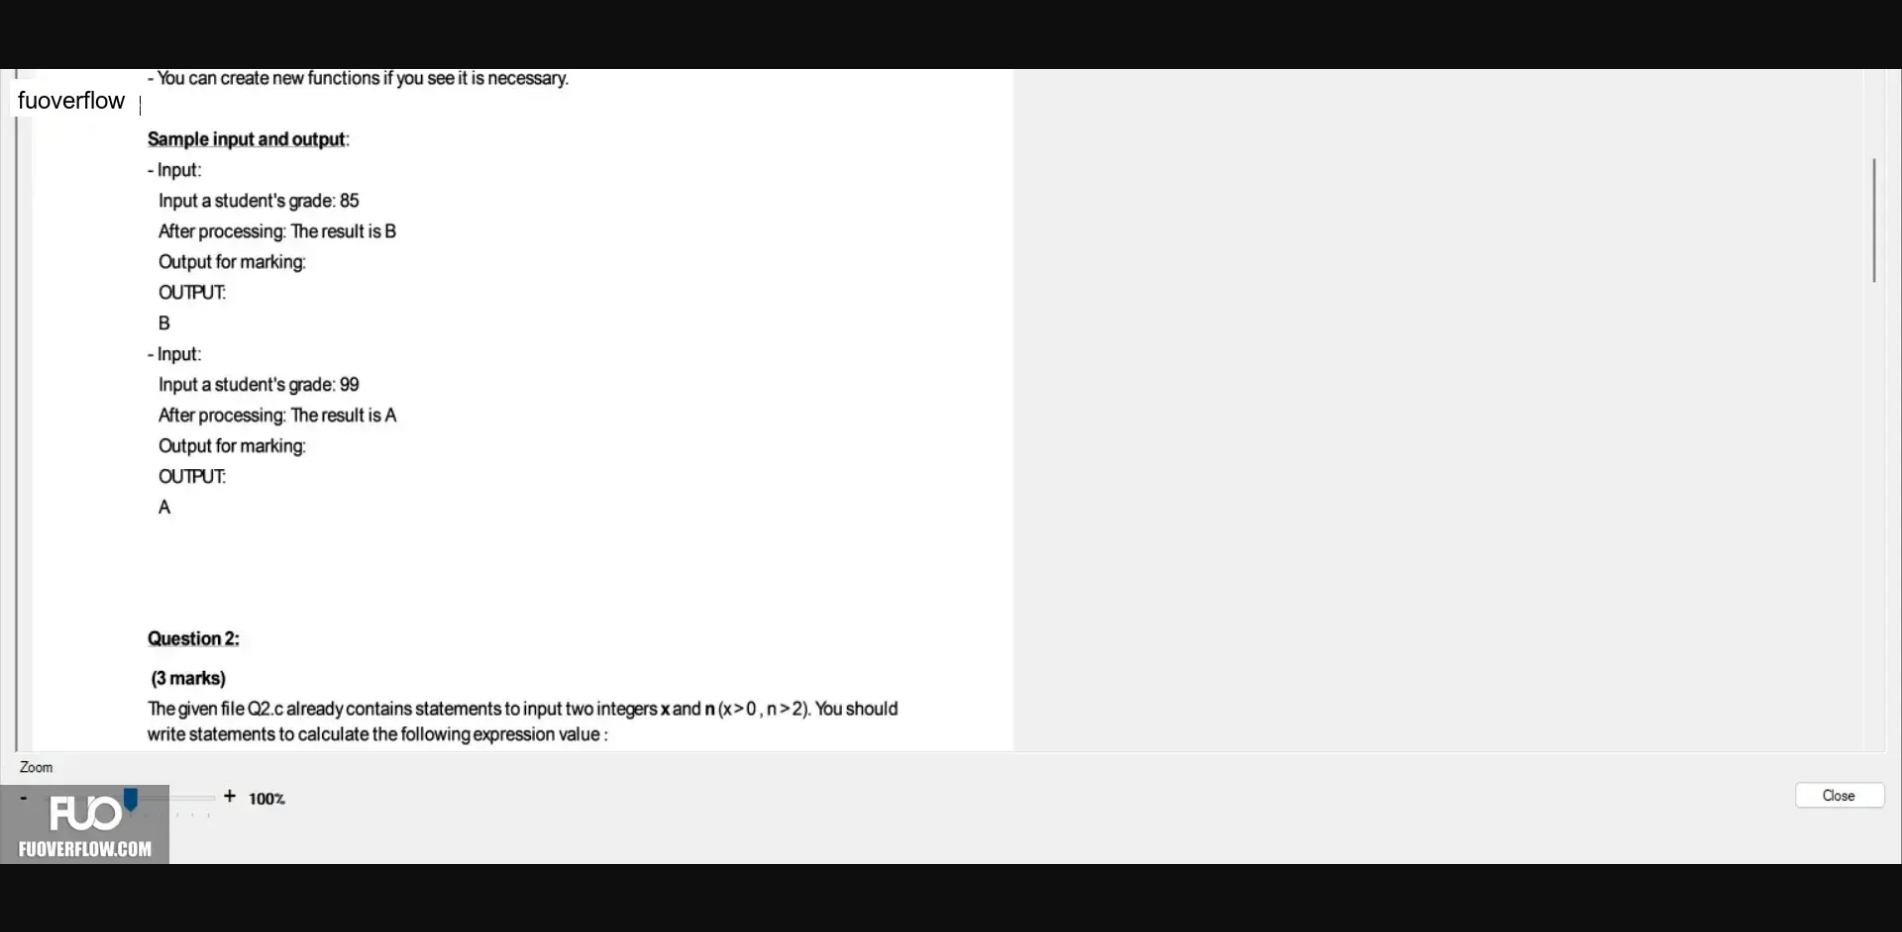 - You can create new functions if you see it is necessary.
fuoverflow
Sample input and output:
- Input:
Input a student's grade: 85
After processing: The result is B
Output for marking:
OUTPUT:
B
- Input:
Input a student's grade: 99
After processing: The result is A
Output for marking:
OUTPUT:
A
Question 2:
(3 marks)
The given file Q2.c already contains statements to input two integers x and n (x>0 , n>2). You should
write statements to calculate the following expression value :
Zoom
- + 100%
Close
FUO
FUOVERFLOW.COM